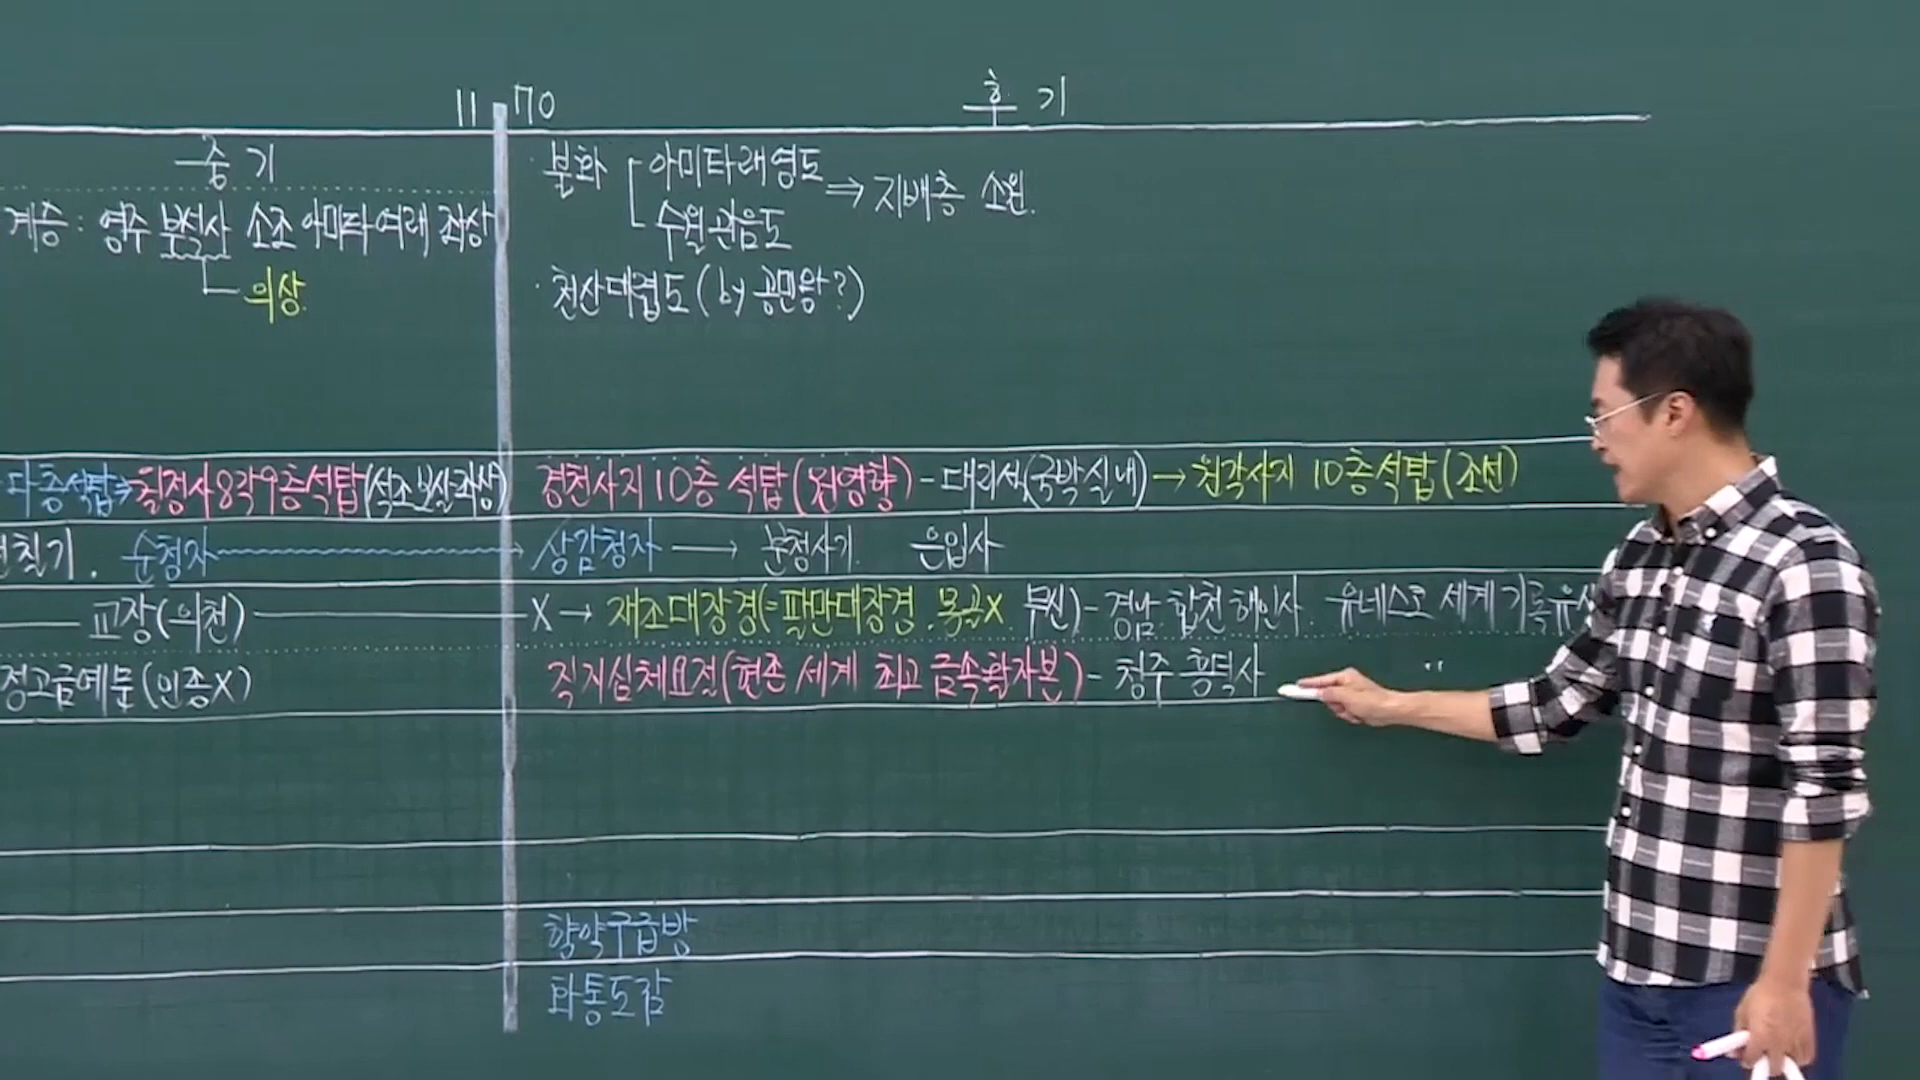 11 70 후기
중기
계승: 영주 부석사 소조 아미타여래 좌상
의상.
· 불화 아미타래영도 ⇒ 지배층 소원.
수월관음도
· 천산대렵도(by 공민왕?)
다층석탑→월정사8각9층석탑(석조보살좌상)
경천사지 10층 석탑(원영향) - 대리석(국박실내) → 원각사지 10층석탑(조선)
칠기. 순청자 상감청자 → 분청사기. 은입사
교장(의천) X → 재조대장경(=팔만대장경. 몽골X. 무신) - 경남 합천 해인사. 유네스코 세계기록유산
정고금예문(인종X)
직지심체요절(현존 세계 최고 금속활자본) - 청주 흥덕사 "
향약구급방
화통도감